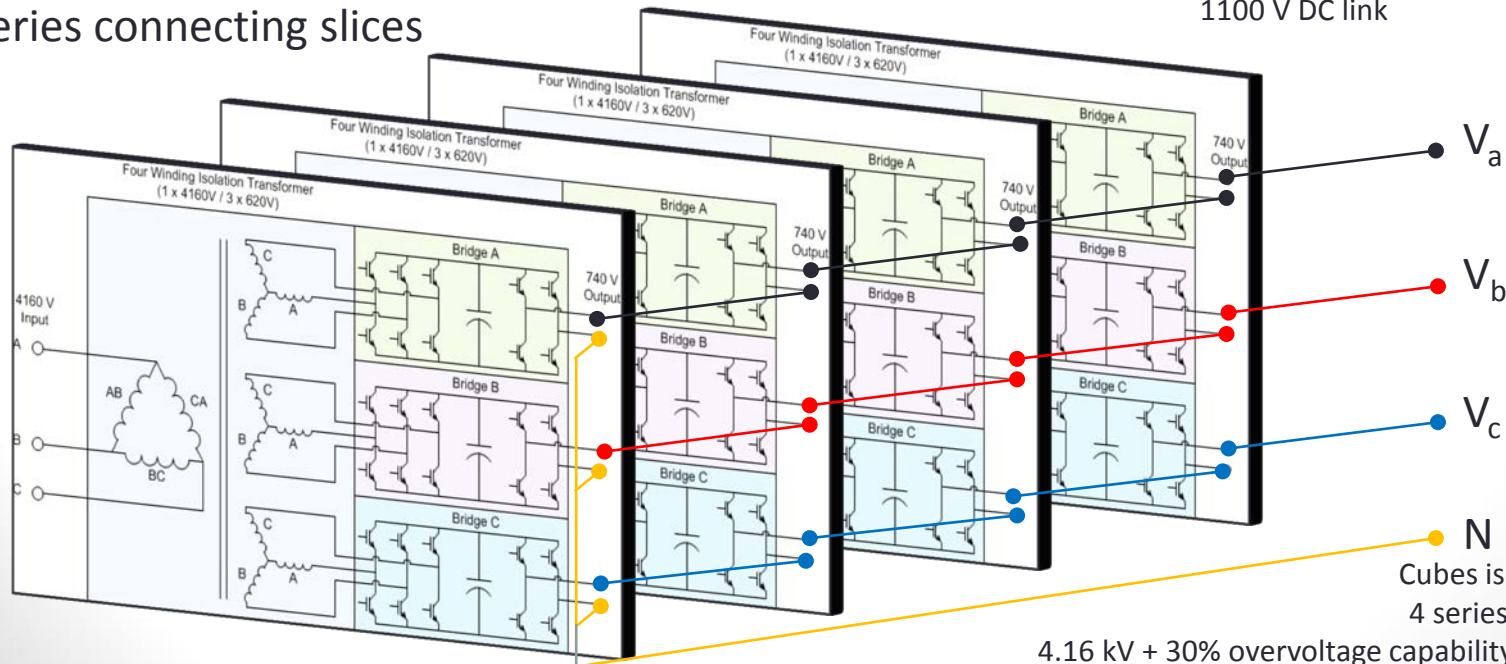 eries connecting slices
1100 V DC link
Four Winding Isolation Transformer
(1 x 4160V / 3 x 620V)
Bridge A
740 V
Output
Bridge B
Bridge C
Four Winding Isolation Transformer
(1 x 4160V / 3 x 620V)
Bridge A
740 V
Output
Bridge B
Bridge C
Four Winding Isolation Transformer
(1 x 4160V / 3 x 620V)
Bridge A
740 V
Output
Bridge B
Bridge C
Four Winding Isolation Transformer
(1 x 4160V / 3 x 620V)
4160 V
Input
A
B
C
AB
CA
BC
C
B
A
C
B
A
C
B
A
Bridge A
Bridge B
Bridge C
740 V
Output
Va
Vb
Vc
N
Cubes is
4 series
4.16 kV + 30% overvoltage capability